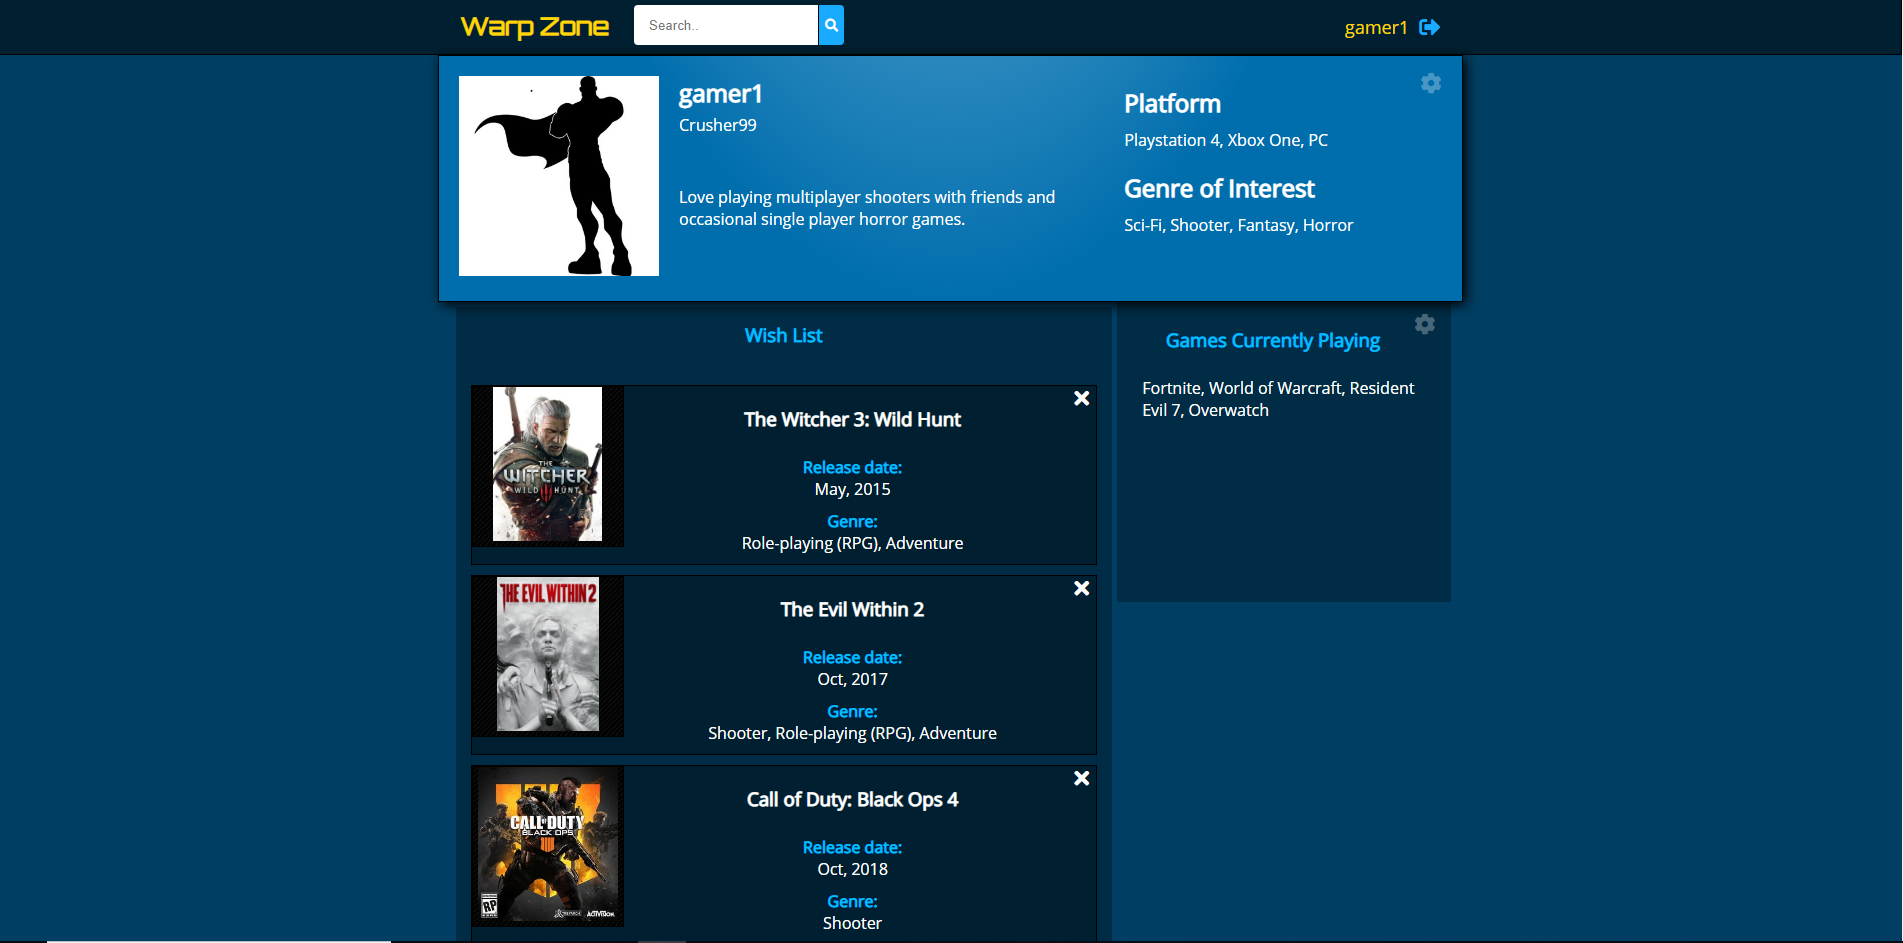 Warp Zone
Search..
gamer1
gamer1
Crusher99
Love playing multiplayer shooters with friends and
occasional single player horror games.
Platform
Playstation 4, Xbox One, PC
Genre of Interest
Sci-Fi, Shooter, Fantasy, Horror
Wish List
THE
WITCHER
WILD HUNT
The Witcher 3: Wild Hunt
Release date:
May, 2015
Genre:
Role-playing (RPG), Adventure
THE EVIL WITHIN 2
The Evil Within 2
Release date:
Oct, 2017
Genre:
Shooter, Role-playing (RPG), Adventure
CALL OF DUTY
BLACK OPS
IIII
RP
ACTIVISION
Call of Duty: Black Ops 4
Release date:
Oct, 2018
Genre:
Shooter
Games Currently Playing
Fortnite, World of Warcraft, Resident
Evil 7, Overwatch